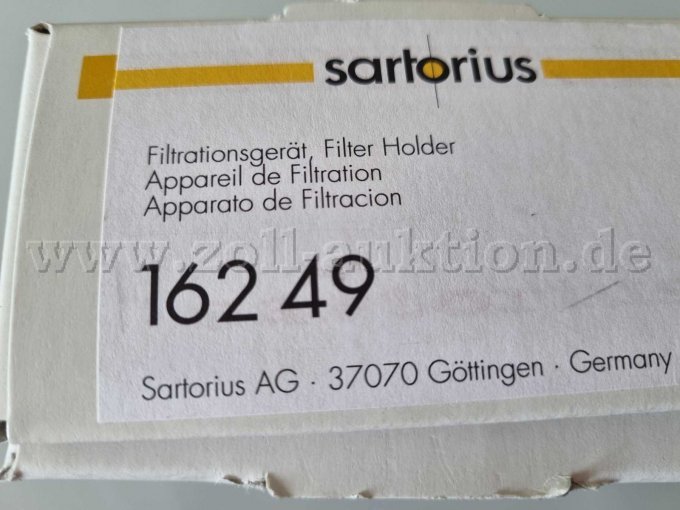 sartorius
Filtrationsgerät, Filter Holder
Appareil de Filtration
Apparato de Filtracion
www.zoll-auktion.de
162 49
Sartorius AG · 37070 Göttingen · Germany